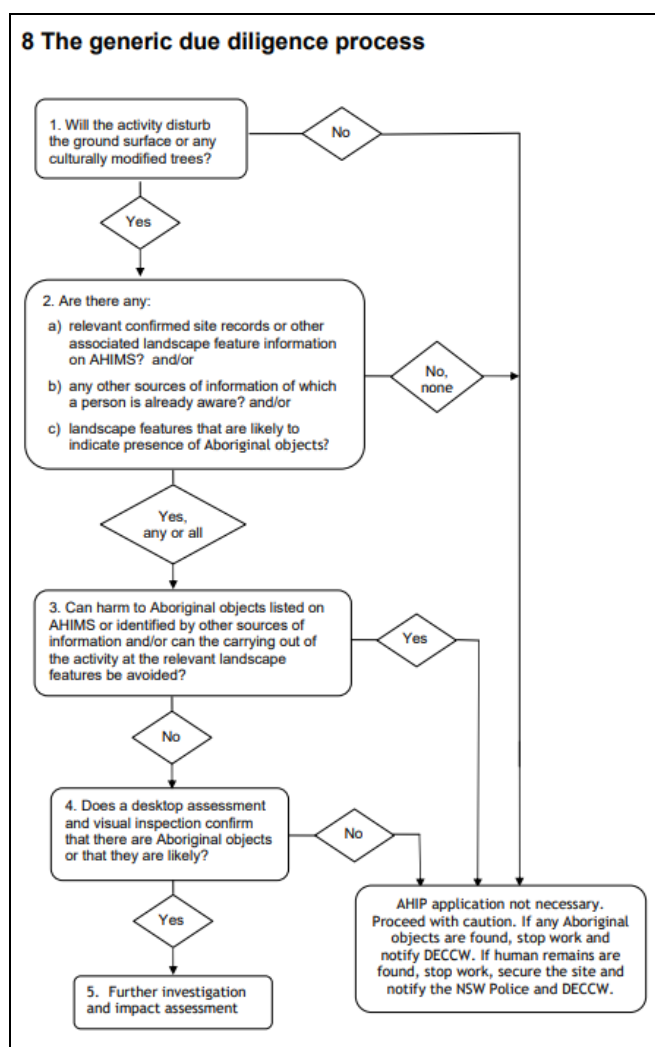 8 The generic due diligence process
1. Will the activity disturb
the ground surface or any
culturally modified trees?
No
Yes
2. Are there any:
a) relevant confirmed site records or other
associated landscape feature information
on AHIMS? and/or
b) any other sources of information of which
a person is already aware? and/or
c) landscape features that are likely to
indicate presence of Aboriginal objects?
No,
none
Yes,
any or all
3. Can harm to Aboriginal objects listed on
AHIMS or identified by other sources of
information and/or can the carrying out of
the activity at the relevant landscape
features be avoided?
Yes
No
4. Does a desktop assessment
and visual inspection confirm
that there are Aboriginal objects
or that they are likely?
No
Yes
AHIP application not necessary.
Proceed with caution. If any Aboriginal
objects are found, stop work and
notify DECCW. If human remains are
found, stop work, secure the site and
notify the NSW Police and DECCW.
5. Further investigation
and impact assessment